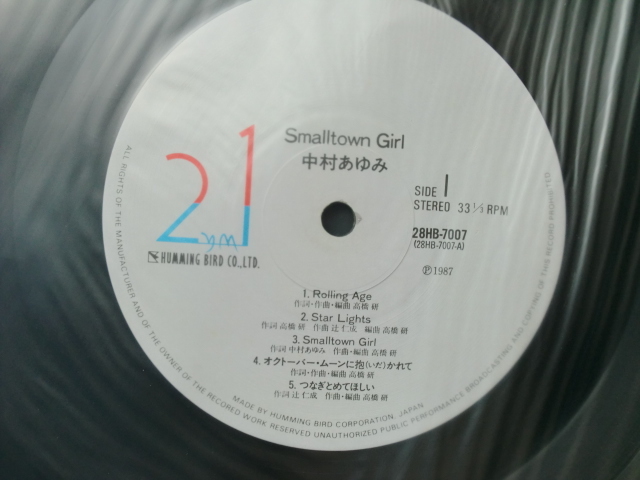 Smalltown Girl
中村あゆみ
21
HUMMING BIRD CO.,LTD.
SIDE 1
STEREO 33 1/3 RPM
28HB-7007
(28HB-7007-A)
Ⓟ1987
1. Rolling Age
作詞・作曲・編曲 高橋 研
2. Star Lights
作詞 高橋 研 作曲 辻 仁成 編曲 高橋 研
3. Smalltown Girl
作詞 中村あゆみ 作曲・編曲 高橋 研
4. オクトーバー・ムーンに抱(いだ)かれて
作詞・作曲・編曲 高橋 研
5. つなぎとめてほしい
作詞 辻 仁成 作曲・編曲 高橋 研
MADE BY HUMMING BIRD CORPORATION, JAPAN
ALL RIGHTS OF THE MANUFACTURER AND OF THE OWNER OF THE RECORDED WORK RESERVED UNAUTHORIZED PUBLIC PERFORMANCE BROADCASTING AND COPYING OF THIS RECORD PROHIBITED